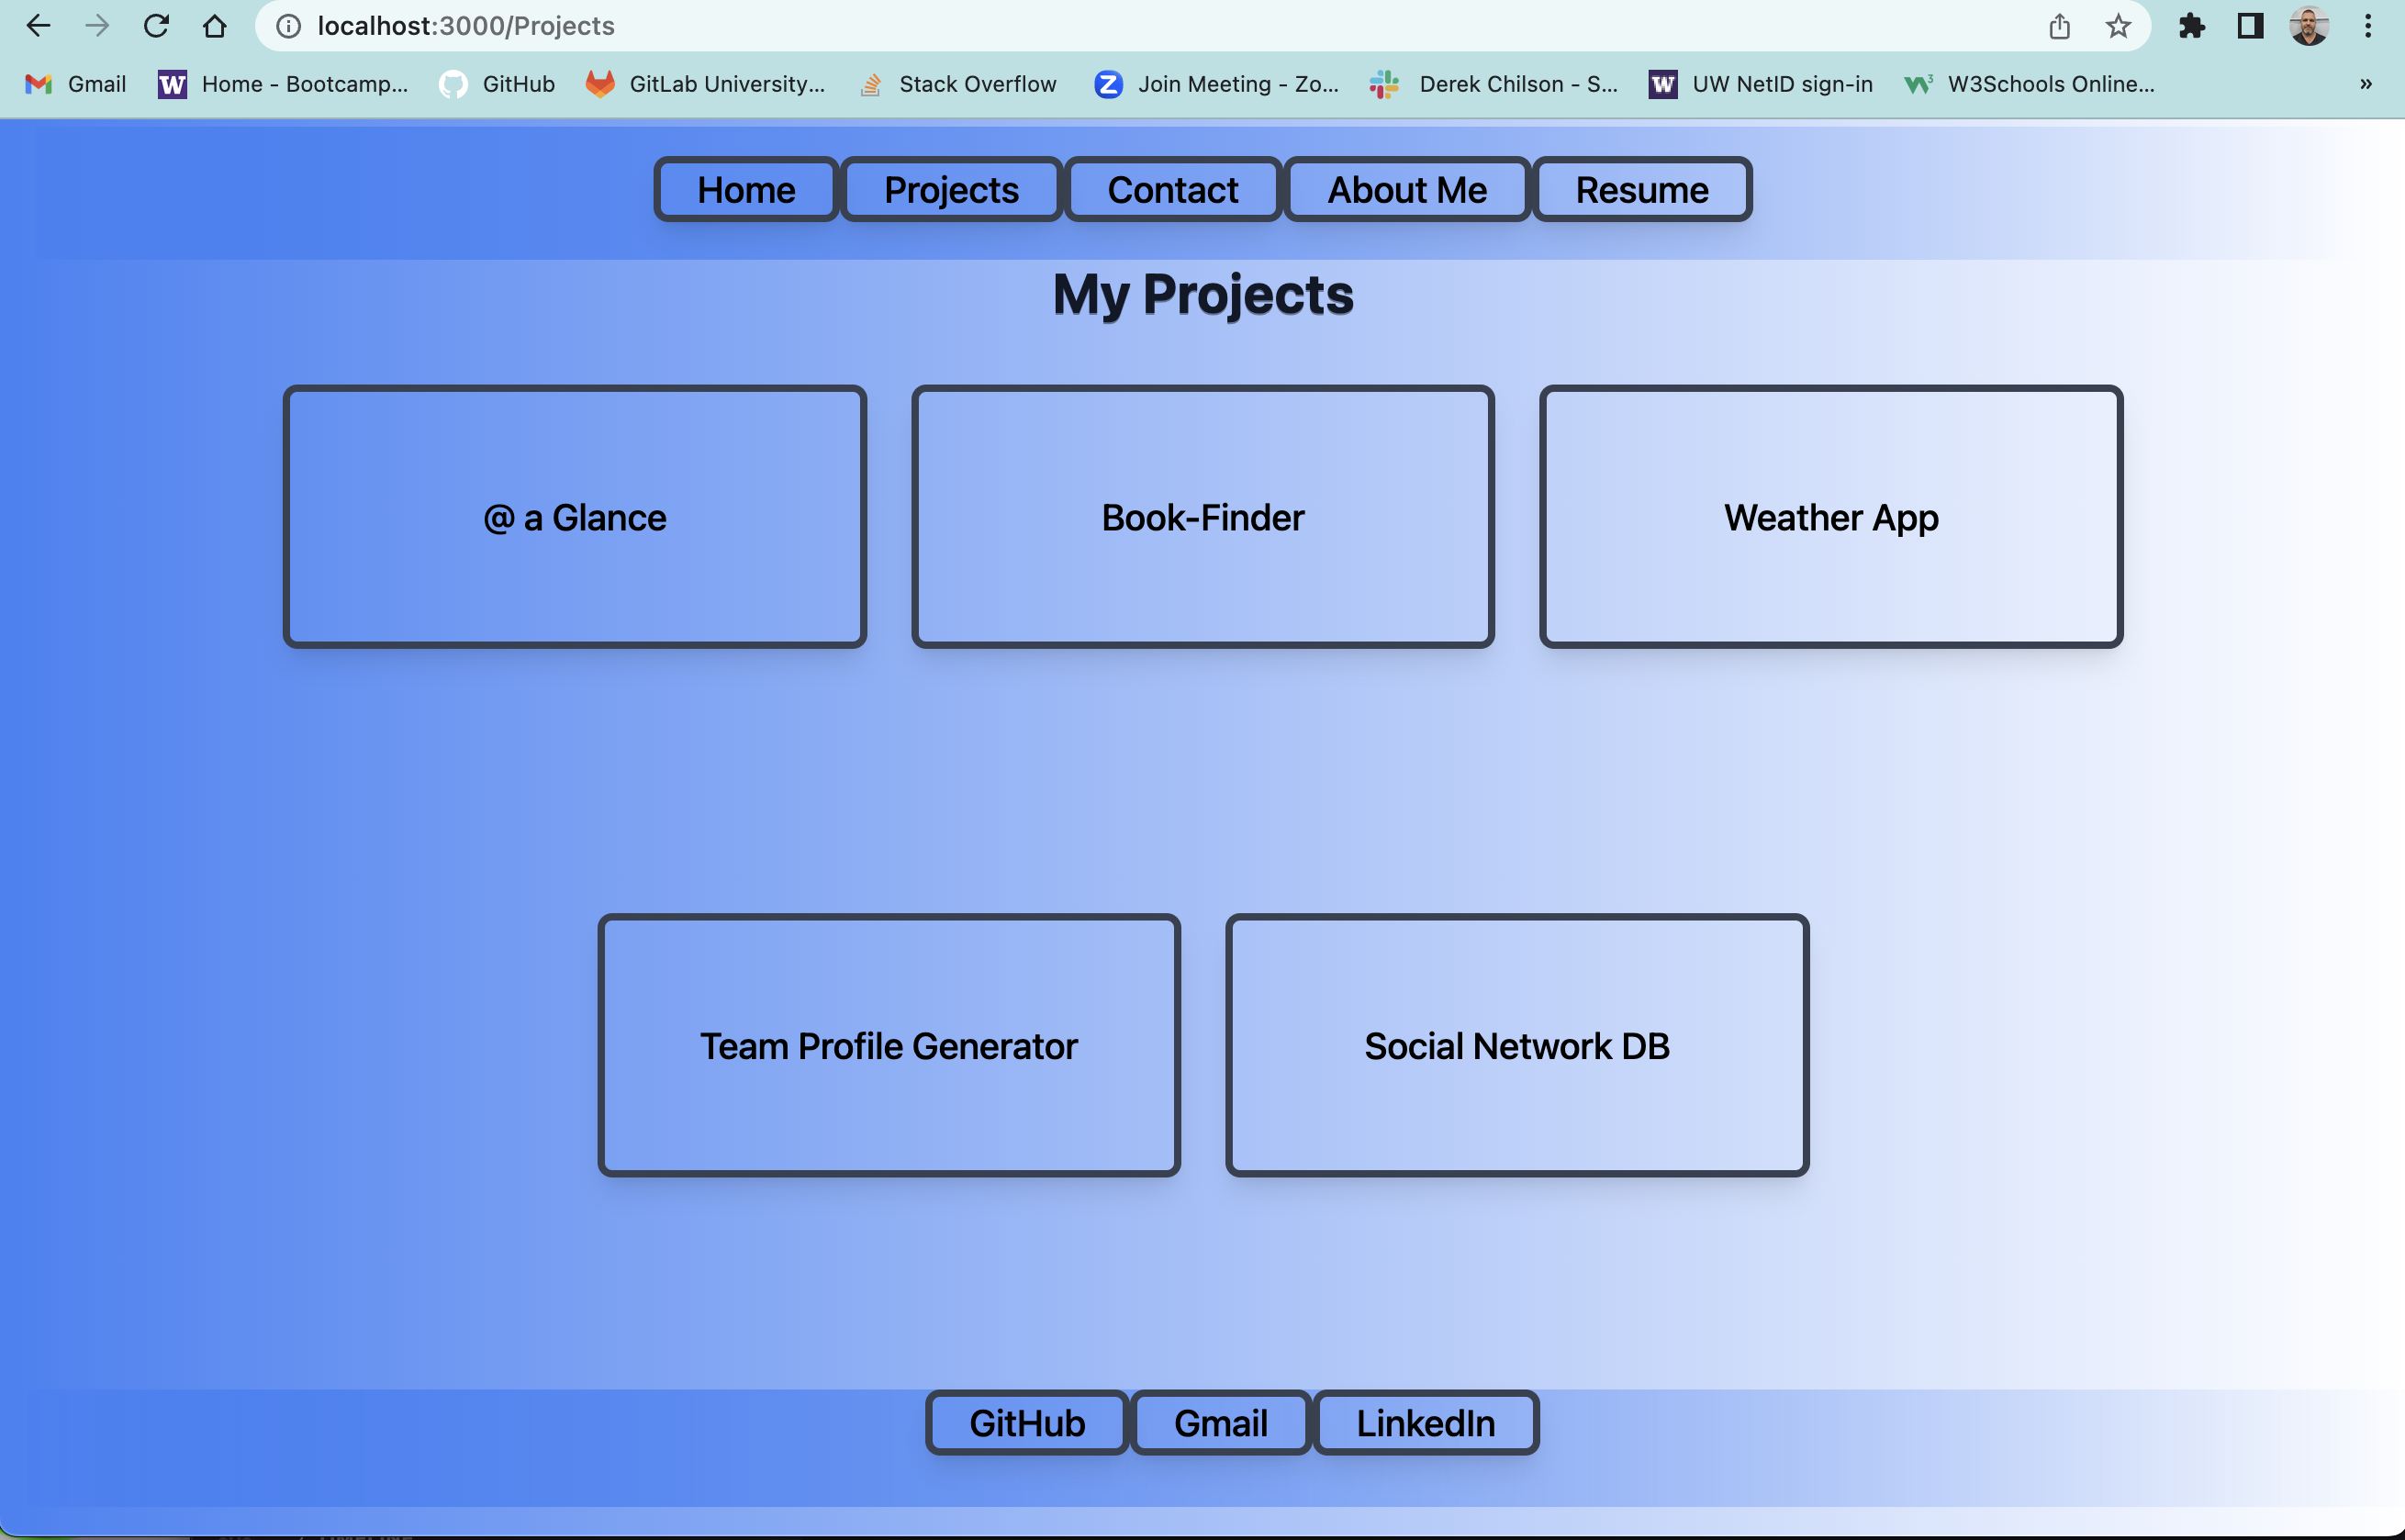 localhost:3000/Projects
Gmail Home - Bootcamp... GitHub GitLab University... Stack Overflow Join Meeting - Zo... Derek Chilson - S... UW NetID sign-in W3Schools Online... »
Home Projects Contact About Me Resume
My Projects
@ a Glance Book-Finder Weather App
Team Profile Generator Social Network DB
GitHub Gmail LinkedIn